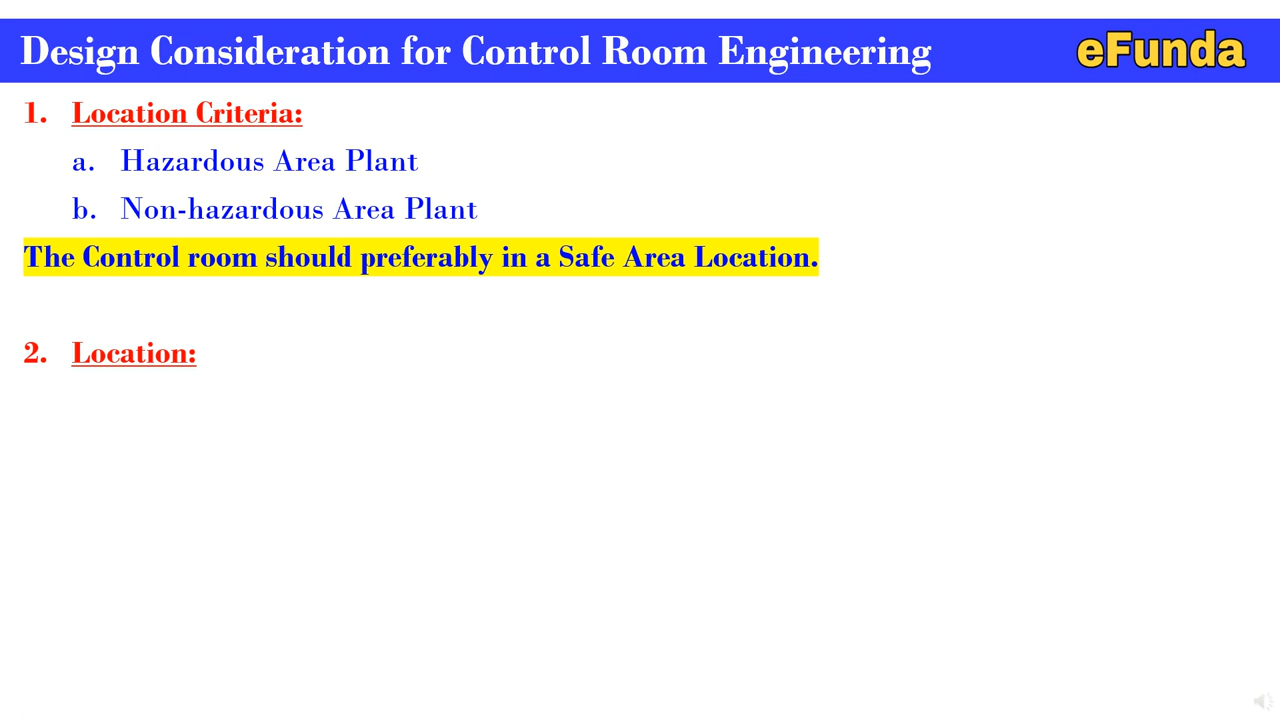 Design Consideration for Control Room Engineering
eFunda
1. Location Criteria:
a. Hazardous Area Plant
b. Non-hazardous Area Plant
The Control room should preferably in a Safe Area Location.
2. Location: